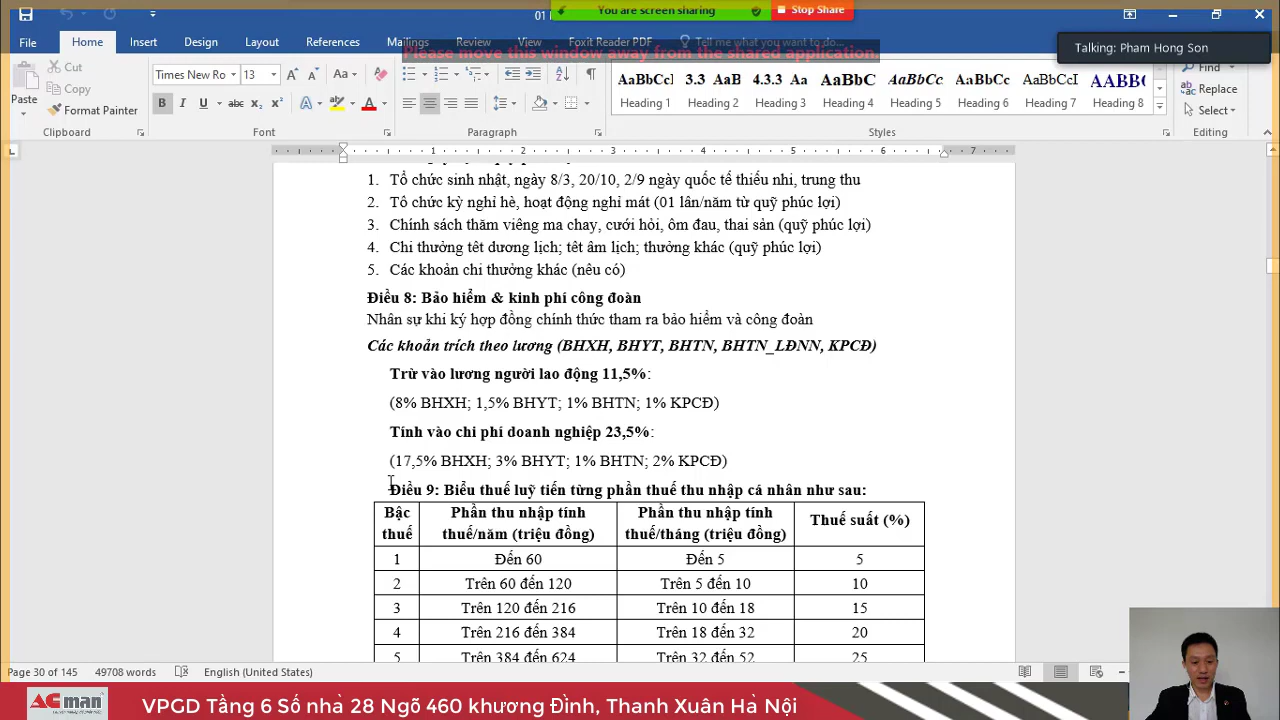 01
You are screen sharing
Stop Share
File Home Insert Design Layout References Mailings Review View Foxit Reader PDF Tell me what you want to do...
Please move this window away from the shared application.
Talking: Pham Hong Son
Paste
Cut
Copy
Format Painter
Clipboard
Times New Ro 13
Font
Paragraph
AaBbCcI 3.3 AaB 4.3.3 Aa AaBbC AaBbCc AaBbCc AaBbCcI AABBC
Heading 1 Heading 2 Heading 3 Heading 4 Heading 5 Heading 6 Heading 7 Heading 8
Styles
Find
Replace
Select
Editing
1 2 3 4 5 6 7
1. Tổ chức sinh nhật, ngày 8/3, 20/10, 2/9 ngày quốc tế thiếu nhi, trung thu
2. Tổ chức kỳ nghỉ hè, hoạt động nghỉ mát (01 lần/năm từ quỹ phúc lợi)
3. Chính sách thăm viếng ma chay, cưới hỏi, ốm đau, thai sản (quỹ phúc lợi)
4. Chi thưởng tết dương lịch; tết âm lịch; thưởng khác (quỹ phúc lợi)
5. Các khoản chi thưởng khác (nếu có)
Điều 8: Bảo hiểm & kinh phí công đoàn
Nhân sự khi ký hợp đồng chính thức tham ra bảo hiểm và công đoàn
Các khoản trích theo lương (BHXH, BHYT, BHTN, BHTN_LĐNN, KPCĐ)
Trừ vào lương người lao động 11,5%:
(8% BHXH; 1,5% BHYT; 1% BHTN; 1% KPCĐ)
Tính vào chi phí doanh nghiệp 23,5%:
(17,5% BHXH; 3% BHYT; 1% BHTN; 2% KPCĐ)
Điều 9: Biểu thuế luỹ tiến từng phần thuế thu nhập cá nhân như sau:
Bậc thuế Phần thu nhập tính thuế/năm (triệu đồng) Phần thu nhập tính thuế/tháng (triệu đồng) Thuế suất (%)
1 Đến 60 Đến 5 5
2 Trên 60 đến 120 Trên 5 đến 10 10
3 Trên 120 đến 216 Trên 10 đến 18 15
4 Trên 216 đến 384 Trên 18 đến 32 20
5 Trên 384 đến 624 Trên 32 đến 52 25
Page 30 of 145 49708 words English (United States)
ACman
VPGD Tầng 6 Số nhà 28 Ngõ 460 khương Đình, Thanh Xuân Hà Nội